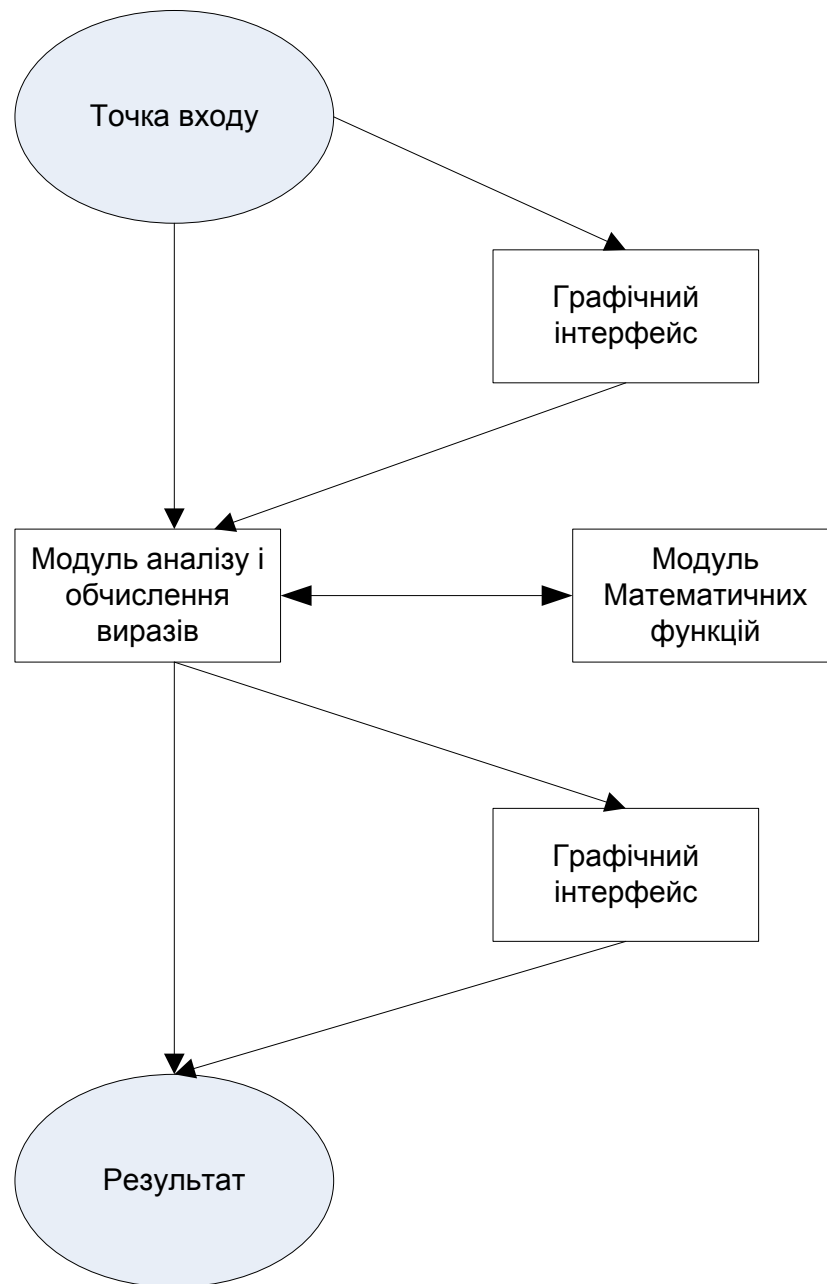 Точка входу
Графічний
інтерфейс
Модуль аналізу і
обчислення
виразів
Модуль
Математичних
функцій
Графічний
інтерфейс
Результат